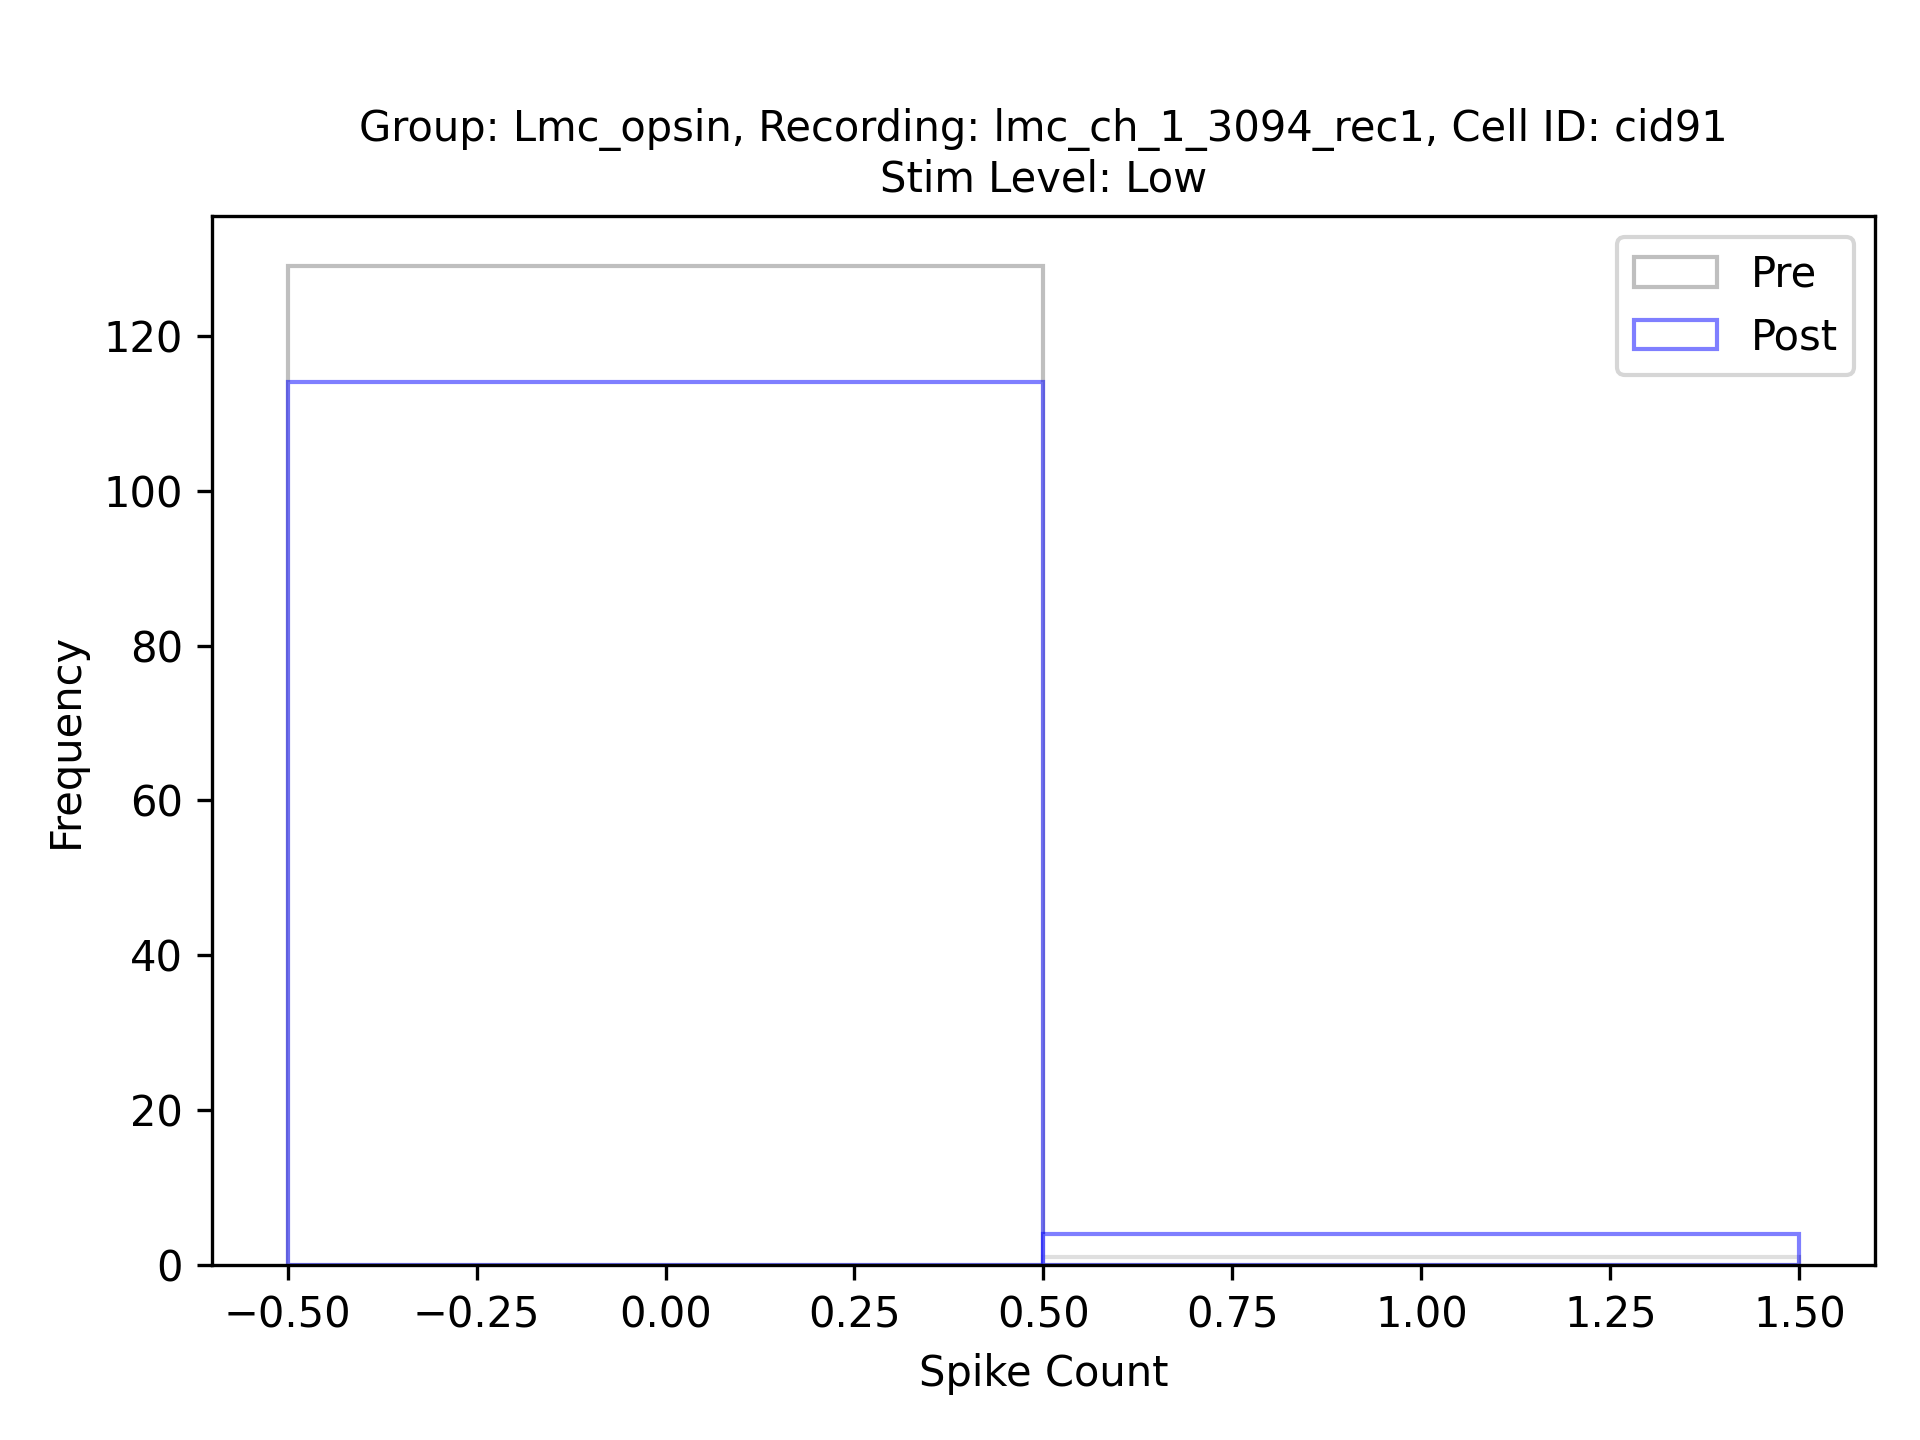 Group: Lmc_opsin, Recording: lmc_ch_1_3094_rec1, Cell ID: cid91
Stim Level: Low
Pre
Post
120
100
80
60
40
20
0
Frequency
−0.50 −0.25 0.00 0.25 0.50 0.75 1.00 1.25 1.50
Spike Count